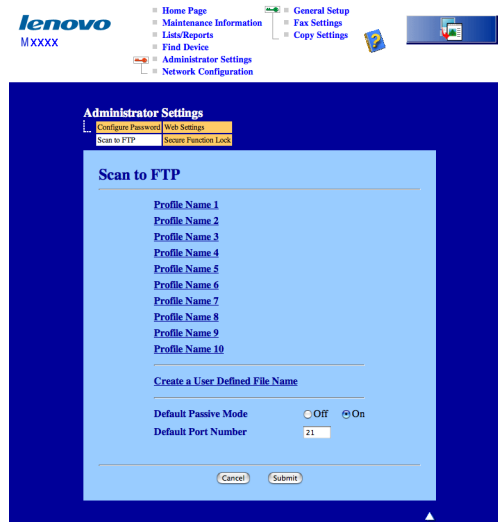 lenovo
MXXXX
Home Page
Maintenance Information
Lists/Reports
Find Device
Administrator Settings
Network Configuration
General Setup
Fax Settings
Copy Settings
?
Administrator Settings
Configure Password Web Settings
Scan to FTP Secure Function Lock
Scan to FTP
Profile Name 1
Profile Name 2
Profile Name 3
Profile Name 4
Profile Name 5
Profile Name 6
Profile Name 7
Profile Name 8
Profile Name 9
Profile Name 10
Create a User Defined File Name
Default Passive Mode Off On
Default Port Number 21
Cancel Submit